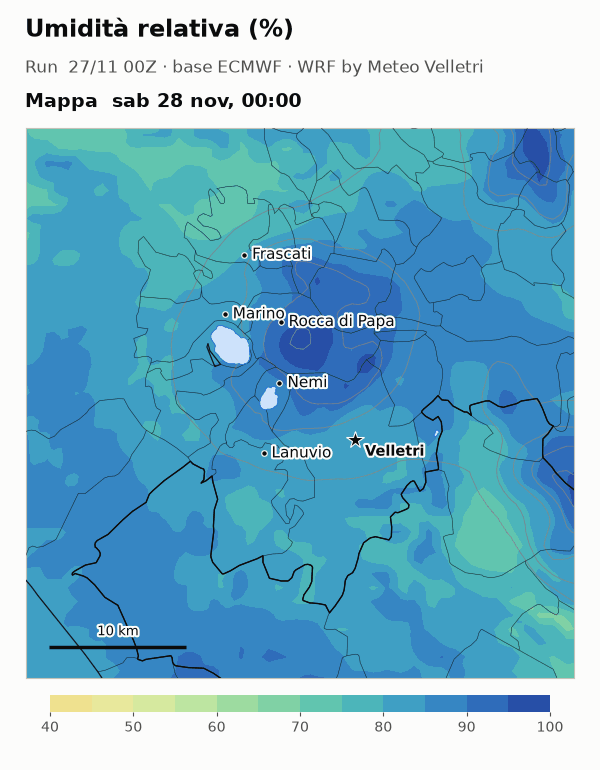 Umidità relativa (%)
Run  27/11 00Z · base ECMWF · WRF by Meteo Velletri
Mappa  sab 28 nov, 00:00
Frascati
Marino
Rocca di Papa
Nemi
Velletri
Lanuvio
10 km
40 50 60 70 80 90 100